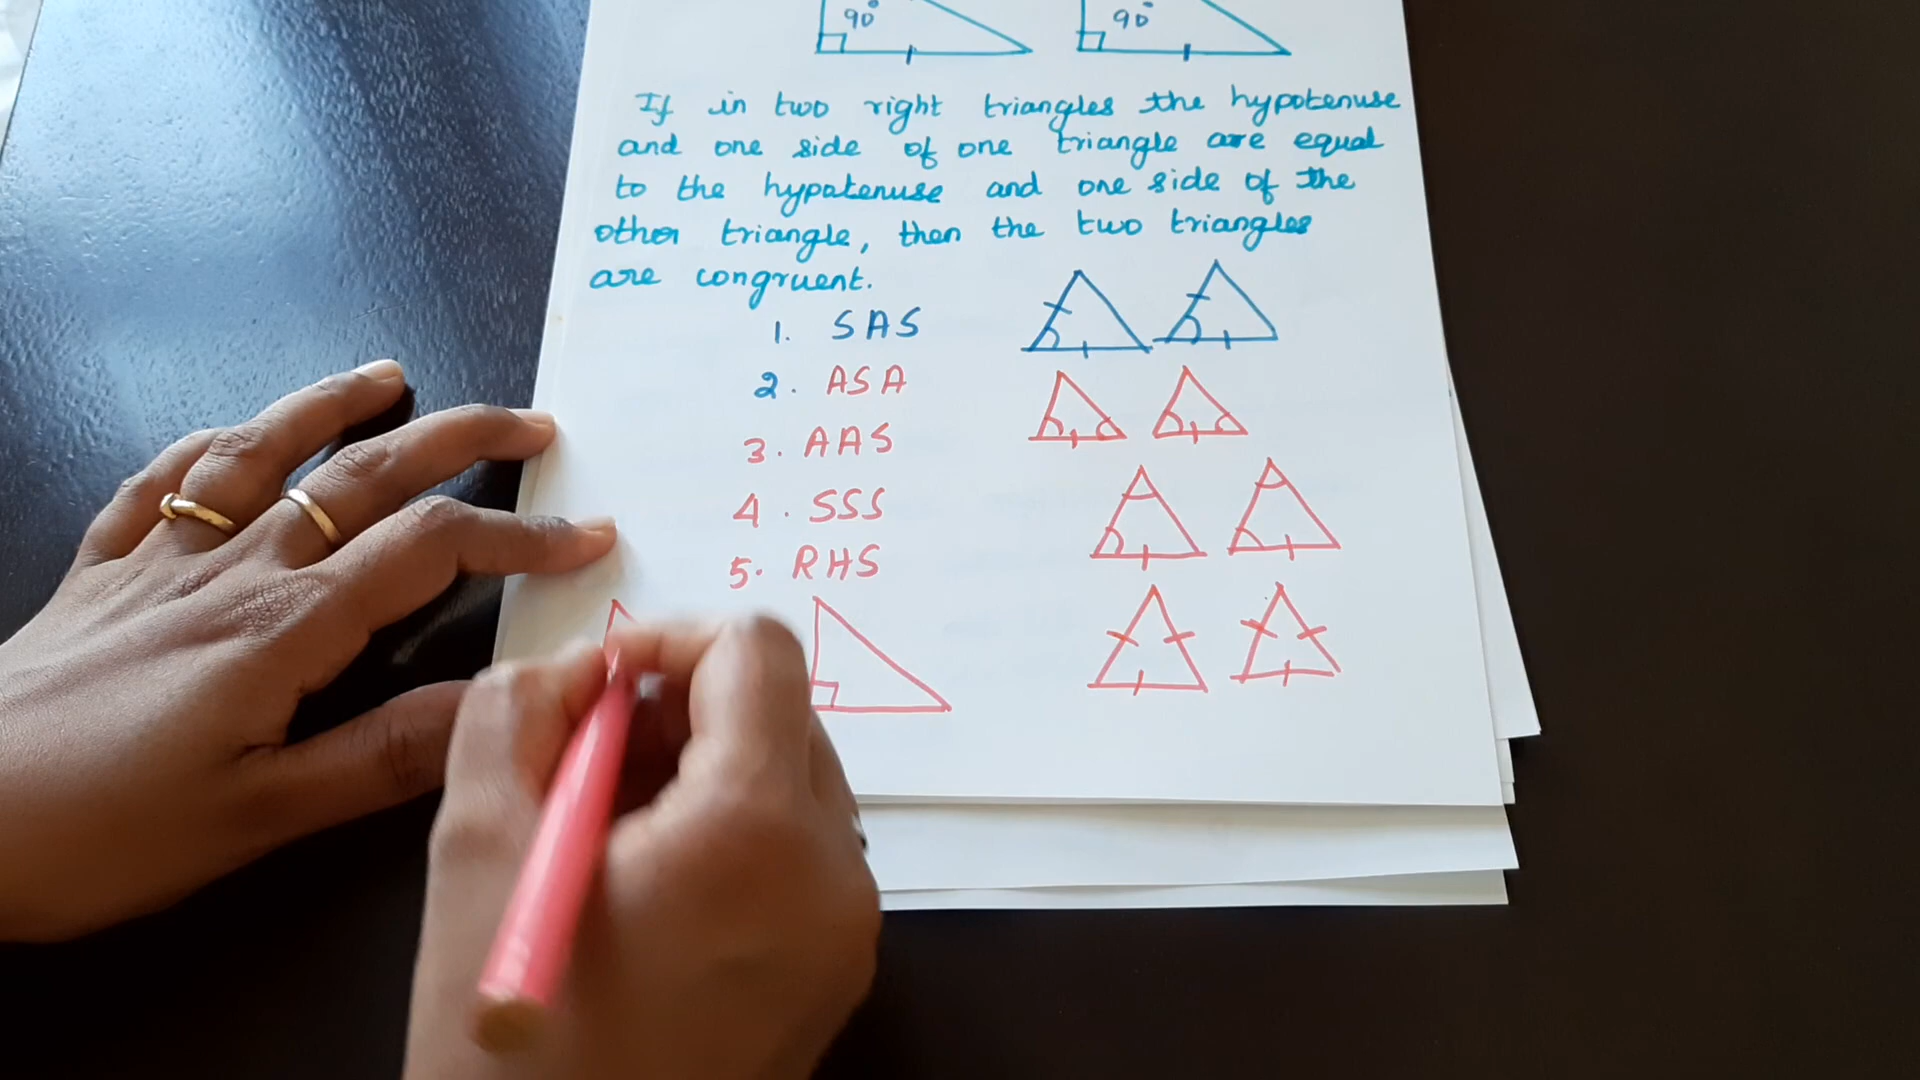 90° 90°
If in two right triangles the hypotenuse
and one side of one triangle are equal
to the hypotenuse and one side of the
other triangle, then the two triangles
are congruent.
1. SAS
2. ASA
3. AAS
4. SSS
5. RHS